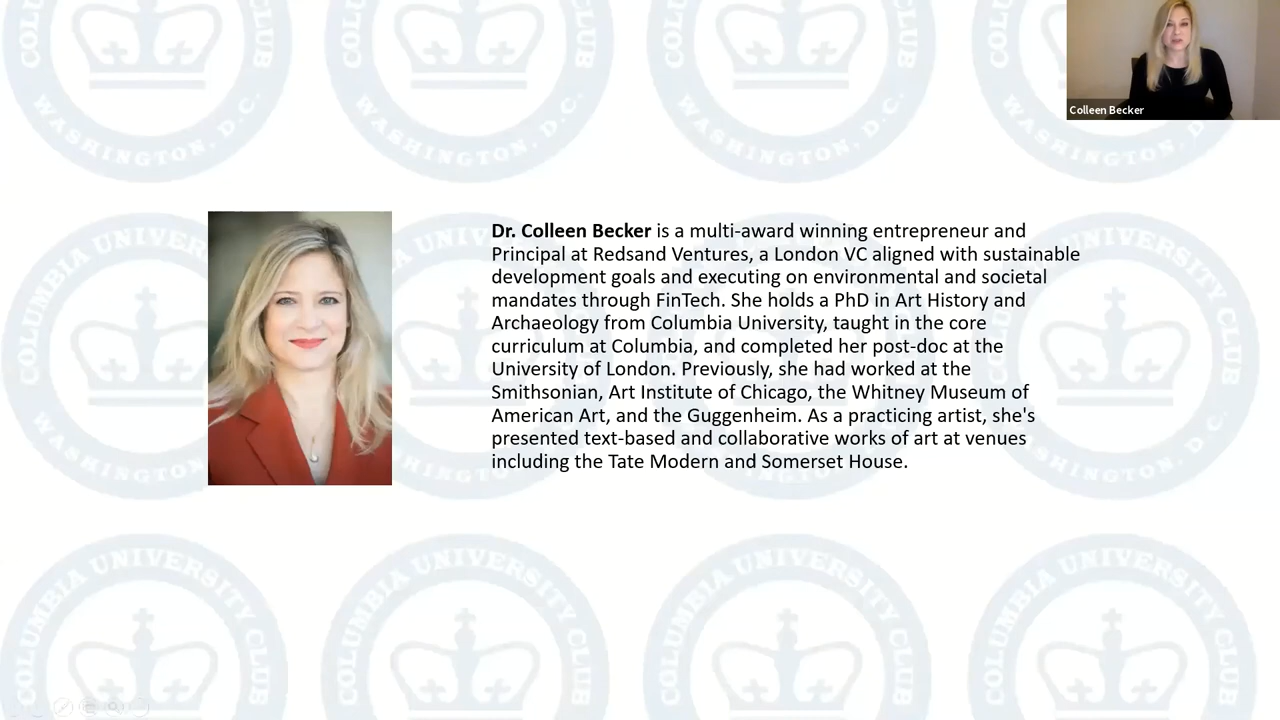 Colleen Becker
Dr. Colleen Becker is a multi-award winning entrepreneur and
Principal at Redsand Ventures, a London VC aligned with sustainable
development goals and executing on environmental and societal
mandates through FinTech. She holds a PhD in Art History and
Archaeology from Columbia University, taught in the core
curriculum at Columbia, and completed her post-doc at the
University of London. Previously, she had worked at the
Smithsonian, Art Institute of Chicago, the Whitney Museum of
American Art, and the Guggenheim. As a practicing artist, she's
presented text-based and collaborative works of art at venues
including the Tate Modern and Somerset House.
COLUMBIA UNIVERSITY CLUB
WASHINGTON, D.C.